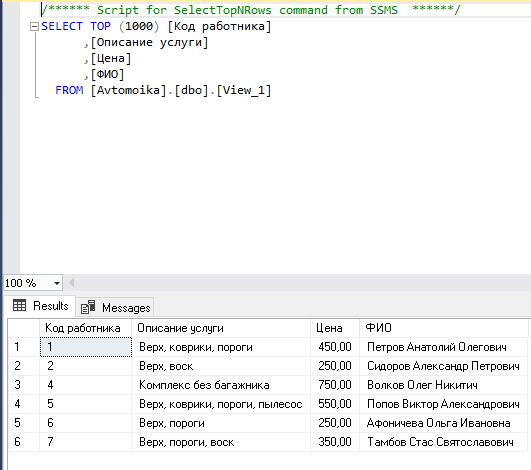 /****** Script for SelectTopNRows command from SSMS  ******/
SELECT TOP (1000) [Код работника]
,[Описание услуги]
,[Цена]
,[ФИО]
FROM [Avtomoika].[dbo].[View_1]
100 %
Results Messages
Код работника Описание услуги Цена ФИО
1 1 Верх, коврики, пороги 450,00 Петров Анатолий Олегович
2 2 Верх, воск 250,00 Сидоров Александр Петрович
3 4 Комплекс без багажника 750,00 Волков Олег Никитич
4 5 Верх, коврики, пороги, пылесос 550,00 Попов Виктор Александрович
5 6 Верх, пороги 250,00 Афоничева Ольга Ивановна
6 7 Верх, пороги, воск 350,00 Тамбов Стас Святославович